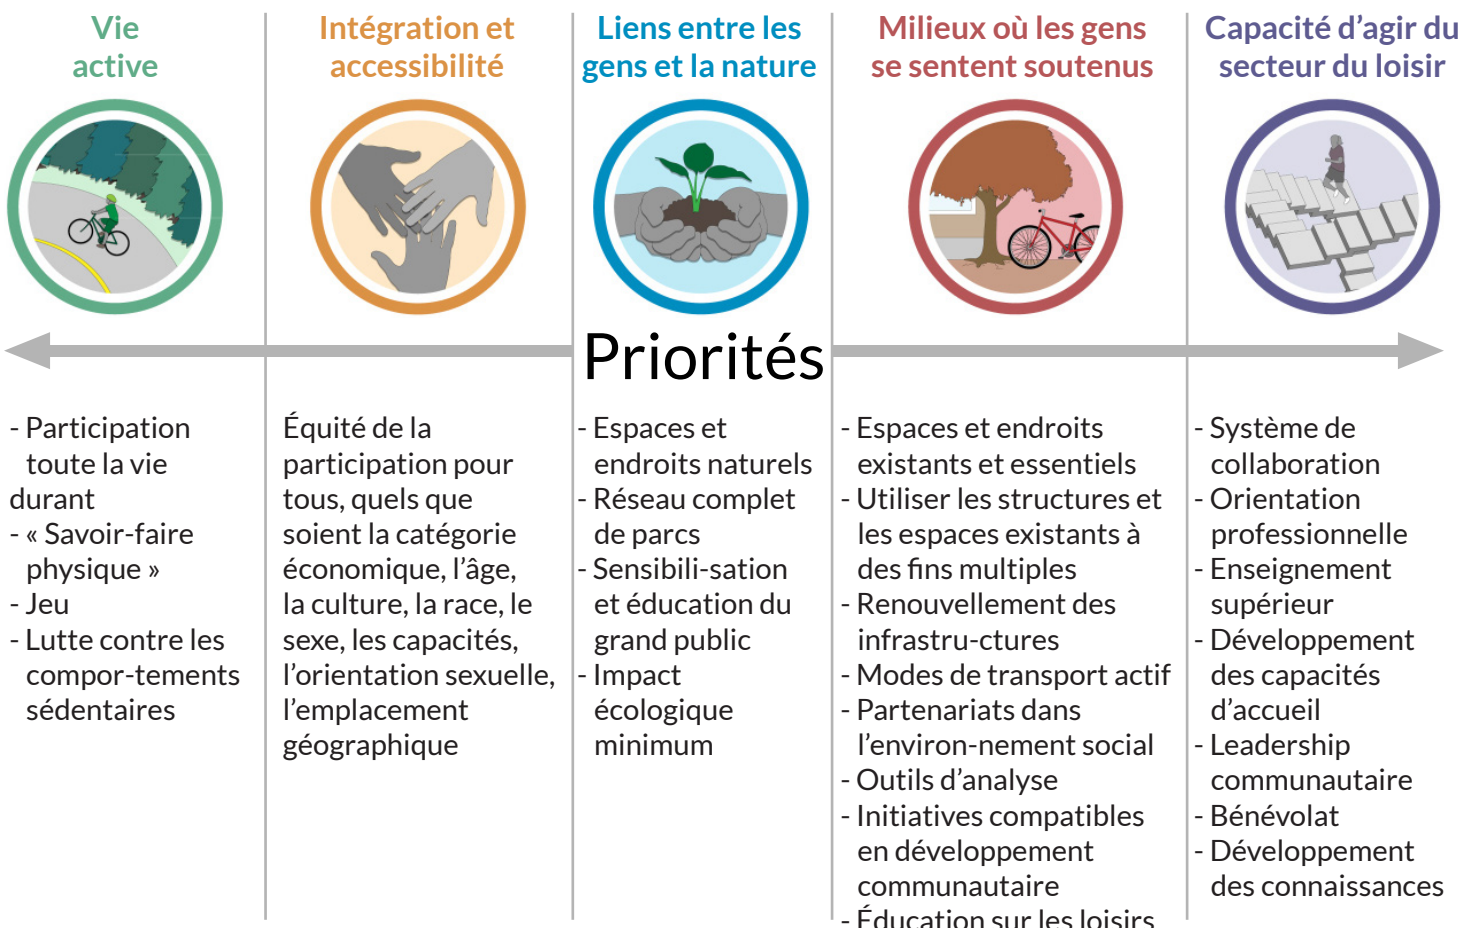 Vie
active
Intégration et
accessibilité
Liens entre les
gens et la nature
Milieux où les gens
se sentent soutenus
Capacité d’agir du
secteur du loisir
Priorités
- Participation
toute la vie
durant
- « Savoir-faire
physique »
- Jeu
- Lutte contre les
compor-tements
sédentaires
Équité de la
participation pour
tous, quels que
soient la catégorie
économique, l’âge,
la culture, la race, le
sexe, les capacités,
l’orientation sexuelle,
l’emplacement
géographique
- Espaces et
endroits naturels
- Réseau complet
de parcs
- Sensibili-sation
et éducation du
grand public
- Impact
écologique
minimum
- Espaces et endroits
existants et essentiels
- Utiliser les structures et
les espaces existants à
des fins multiples
- Renouvellement des
infrastru-ctures
- Modes de transport actif
- Partenariats dans
l’environ-nement social
- Outils d’analyse
- Initiatives compatibles
en développement
communautaire
- Éducation sur les loisirs
- Système de
collaboration
- Orientation
professionnelle
- Enseignement
supérieur
- Développement
des capacités
d’accueil
- Leadership
communautaire
- Bénévolat
- Développement
des connaissances